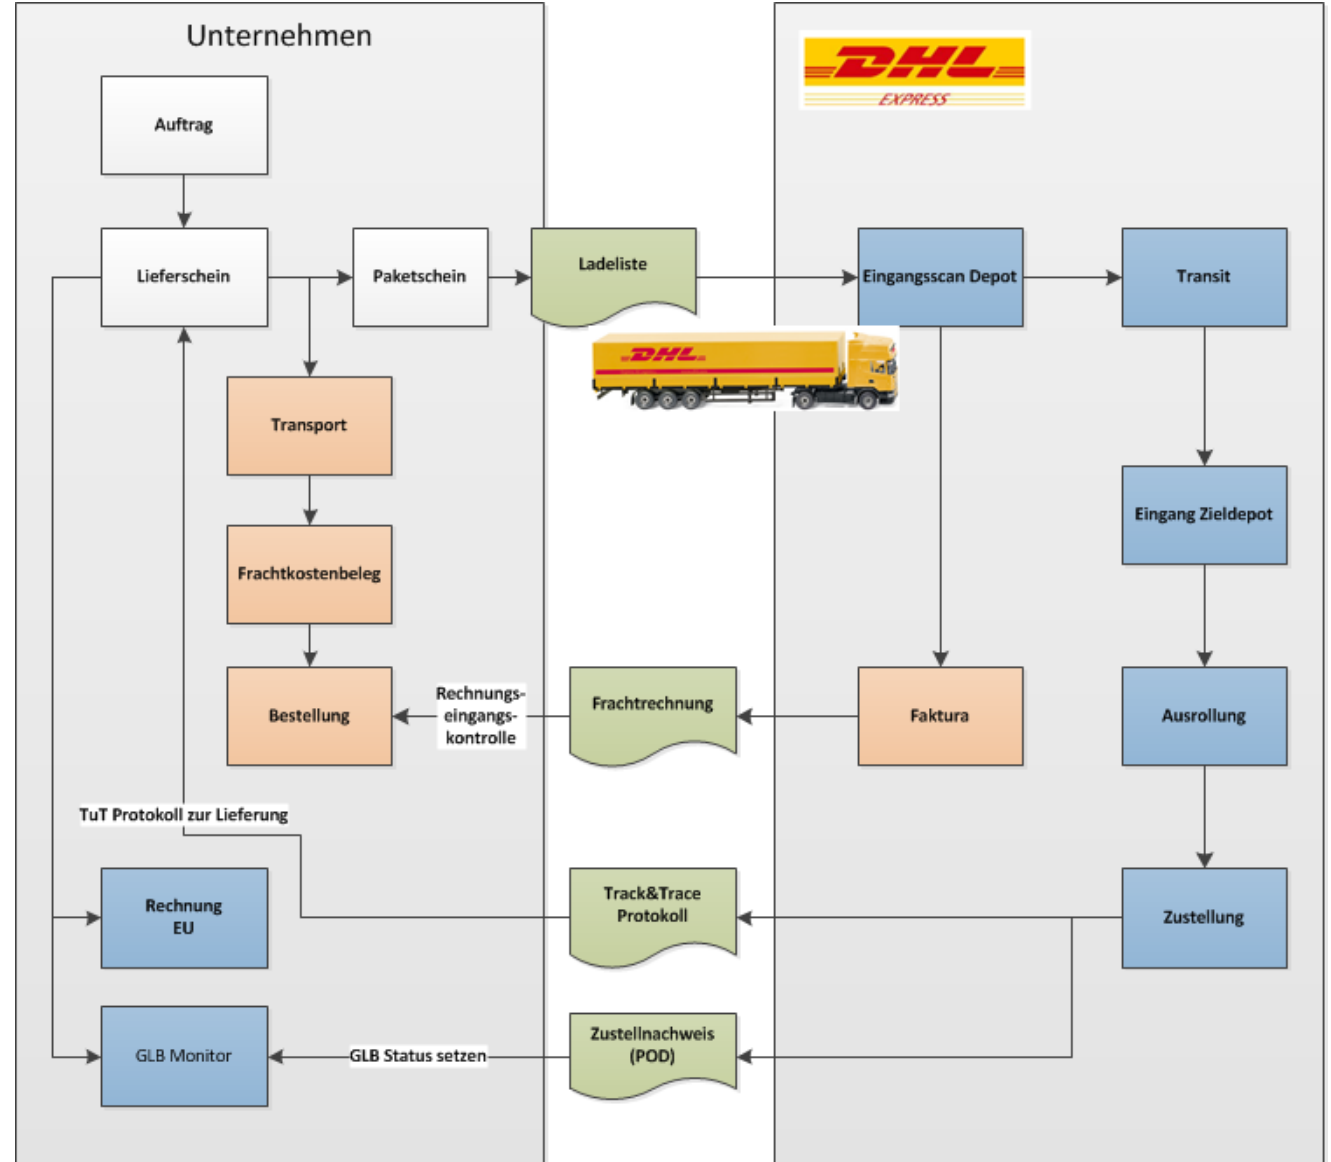 Unternehmen
DHL
EXPRESS
Auftrag
Lieferschein
Paketschein
Ladeliste
Eingangsscan Depot
Transit
DHL
Transport
Eingang Zieldepot
Frachtkostenbeleg
Bestellung
Rechnungs-
eingangs-
kontrolle
Frachtrechnung
Faktura
Ausrollung
TuT Protokoll zur Lieferung
Rechnung
EU
Track&Trace
Protokoll
Zustellung
GLB Monitor
GLB Status setzen
Zustellnachweis
(POD)